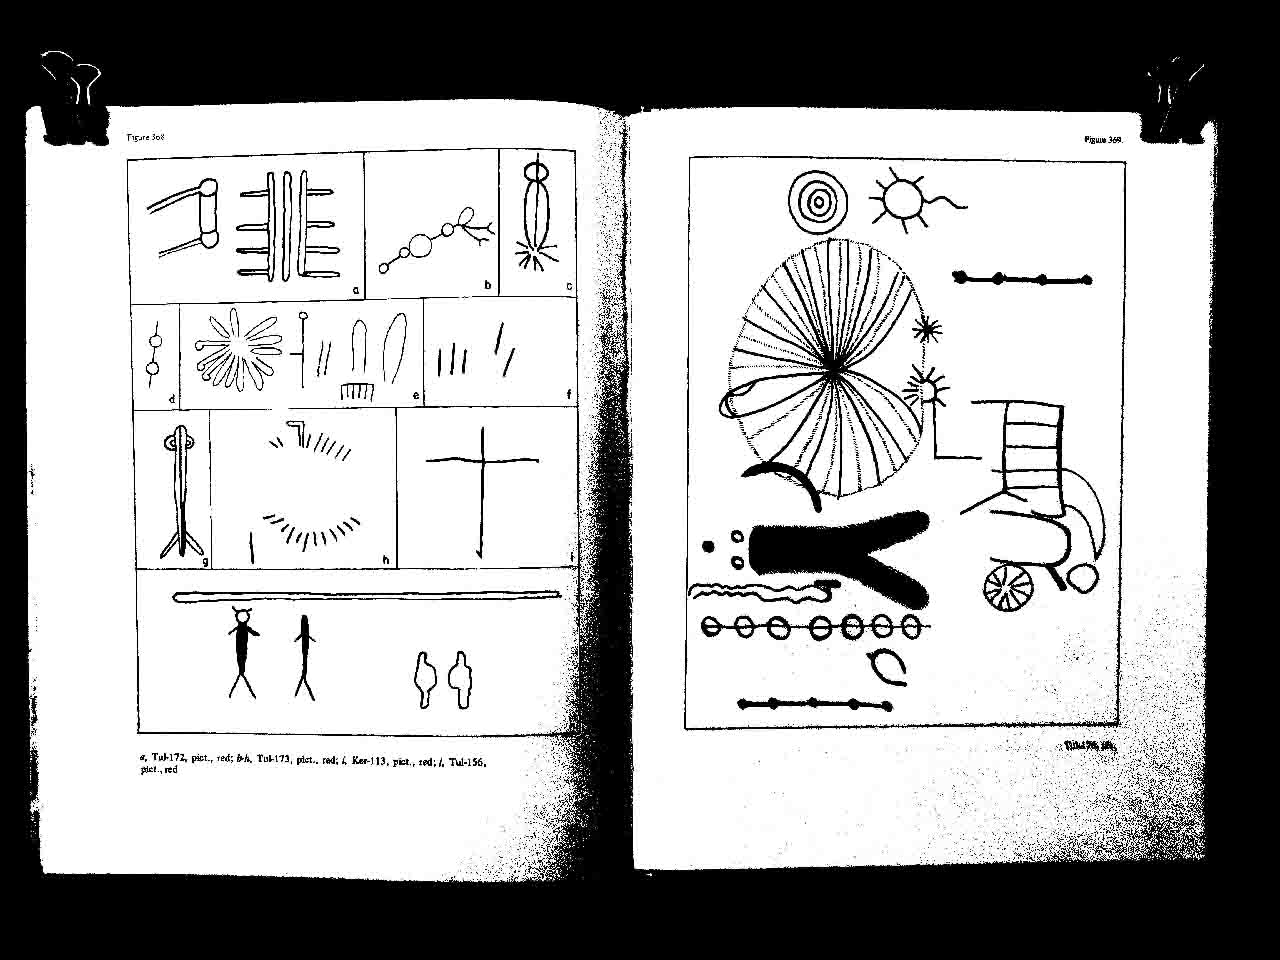 Figure 368
a
b
c
d
e
f
g
h
i
a, Tul-172, pict., red; b-h, Tul-173, pict., red; i, Ker-113, pict., red; j, Tul-156,
pict., red
Figure 369